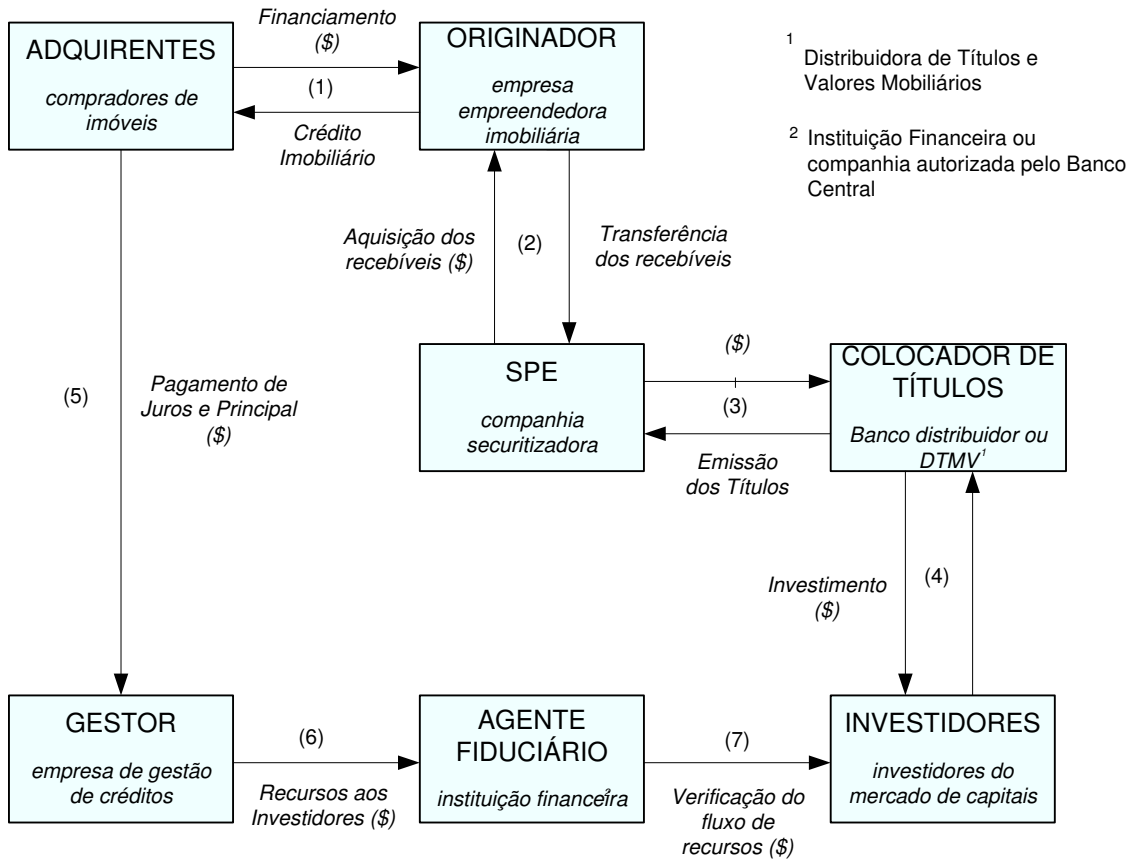 Financiamento
($)
ADQUIRENTES
compradores de
imóveis
(1)
Crédito
Imobiliário
ORIGINADOR
empresa
empreendedora
imobiliária
1
Distribuidora de Títulos e
Valores Mobiliários
2 Instituição Financeira ou
companhia autorizada pelo Banco
Central
Aquisição dos
recebíveis ($)
(2)
Transferência
dos recebíveis
(5)
Pagamento de
Juros e Principal
($)
SPE
companhia
securitizadora
($)
(3)
Emissão
dos Títulos
COLOCADOR DE
TÍTULOS
Banco distribuidor ou
DTMV1
Investimento
($)
(4)
GESTOR
empresa de gestão
de créditos
(6)
Recursos aos
Investidores ($)
AGENTE
FIDUCIÁRIO
instituição financeira2
(7)
Verificação do
fluxo de
recursos ($)
INVESTIDORES
investidores do
mercado de capitais